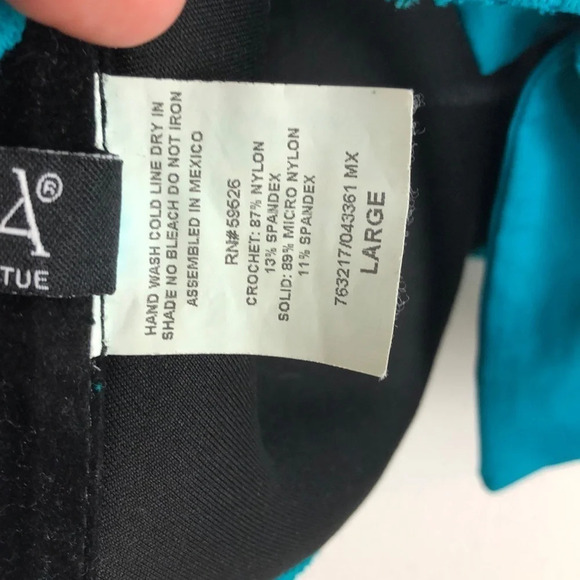 A®
TUE
HAND WASH COLD LINE DRY IN
SHADE NO BLEACH DO NOT IRON
ASSEMBLED IN MEXICO
RN#59526
CROCHET: 87% NYLON
13% SPANDEX
SOLID: 89% MICRO NYLON
11% SPANDEX
763217/043361 MX
LARGE